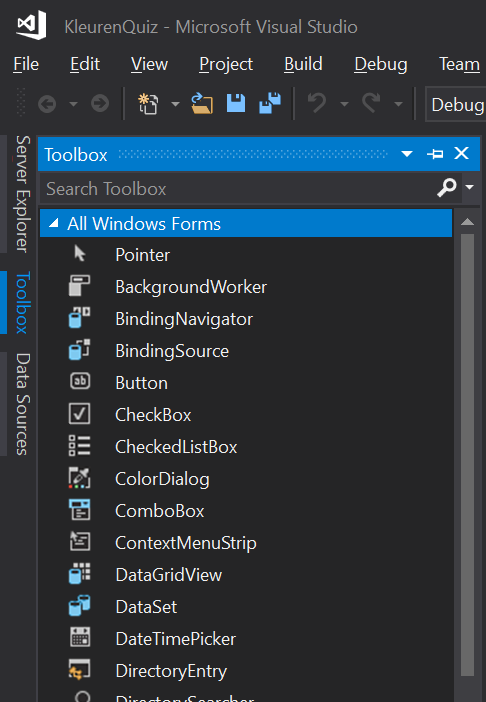 KleurenQuiz - Microsoft Visual Studio
File Edit View Project Build Debug Team
Debug
Server Explorer
Toolbox
Data Sources
Toolbox
Search Toolbox
All Windows Forms
Pointer
BackgroundWorker
BindingNavigator
BindingSource
Button
CheckBox
CheckedListBox
ColorDialog
ComboBox
ContextMenuStrip
DataGridView
DataSet
DateTimePicker
DirectoryEntry
DirectorySearcher